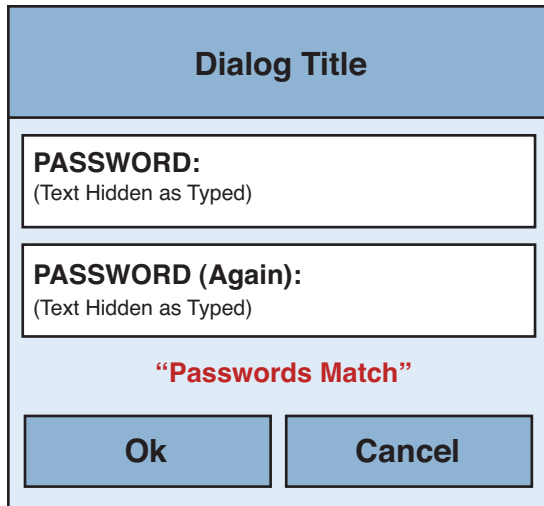 Dialog Title
PASSWORD:
(Text Hidden as Typed)
PASSWORD (Again):
(Text Hidden as Typed)
“Passwords Match”
Ok
Cancel